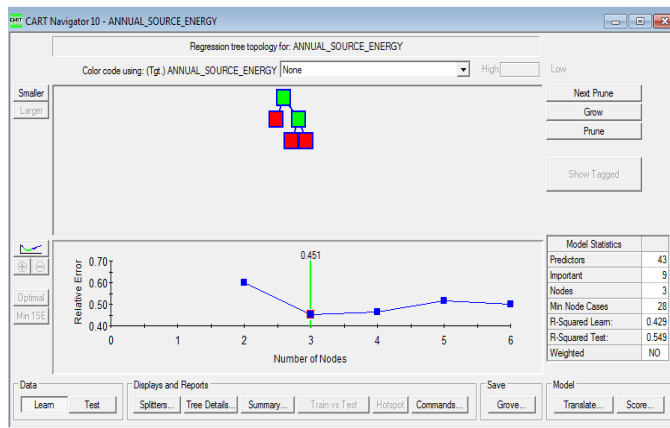 CART Navigator 10 - ANNUAL_SOURCE_ENERGY
Regression tree topology for: ANNUAL_SOURCE_ENERGY
Color code using: (Tgt.) ANNUAL_SOURCE_ENERGY None High Low
Smaller
Larger
Next Prune
Grow
Prune
Show Tagged
Optimal
Min 1SE
Relative Error
0.70
0.60
0.50
0.40
0.451
0 1 2 3 4 5 6
Number of Nodes
Model Statistics
Predictors 43
Important 9
Nodes 3
Min Node Cases 28
R-Squared Learn: 0.429
R-Squared Test: 0.549
Weighted NO
Data Displays and Reports Save Model
Learn Test Splitters... Tree Details... Summary... Train vs Test Hotspot Commands... Grove... Translate... Score...